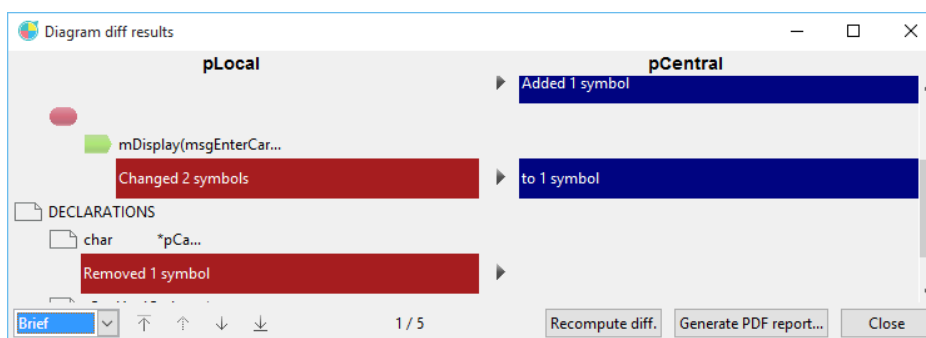 Diagram diff results
pLocal pCentral
Added 1 symbol
mDisplay(msgEnterCar...
Changed 2 symbols to 1 symbol
DECLARATIONS
char *pCa...
Removed 1 symbol
Brief 1 / 5 Recompute diff. Generate PDF report... Close